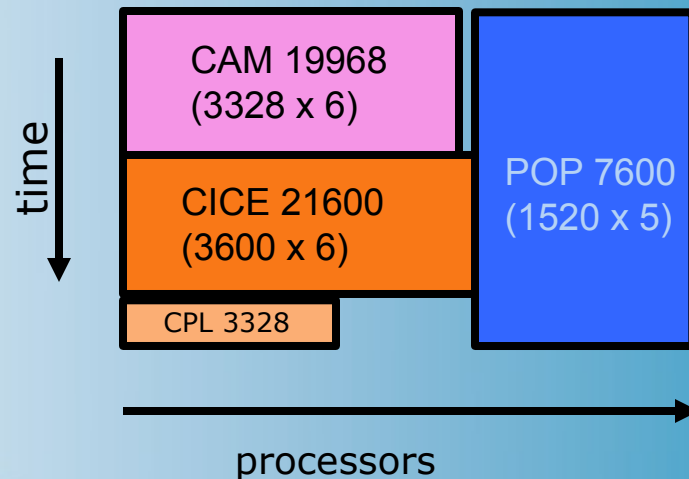 CAM 19968
(3328 x 6)
CICE 21600
(3600 x 6)
CPL 3328
POP 7600
(1520 x 5)
time
processors